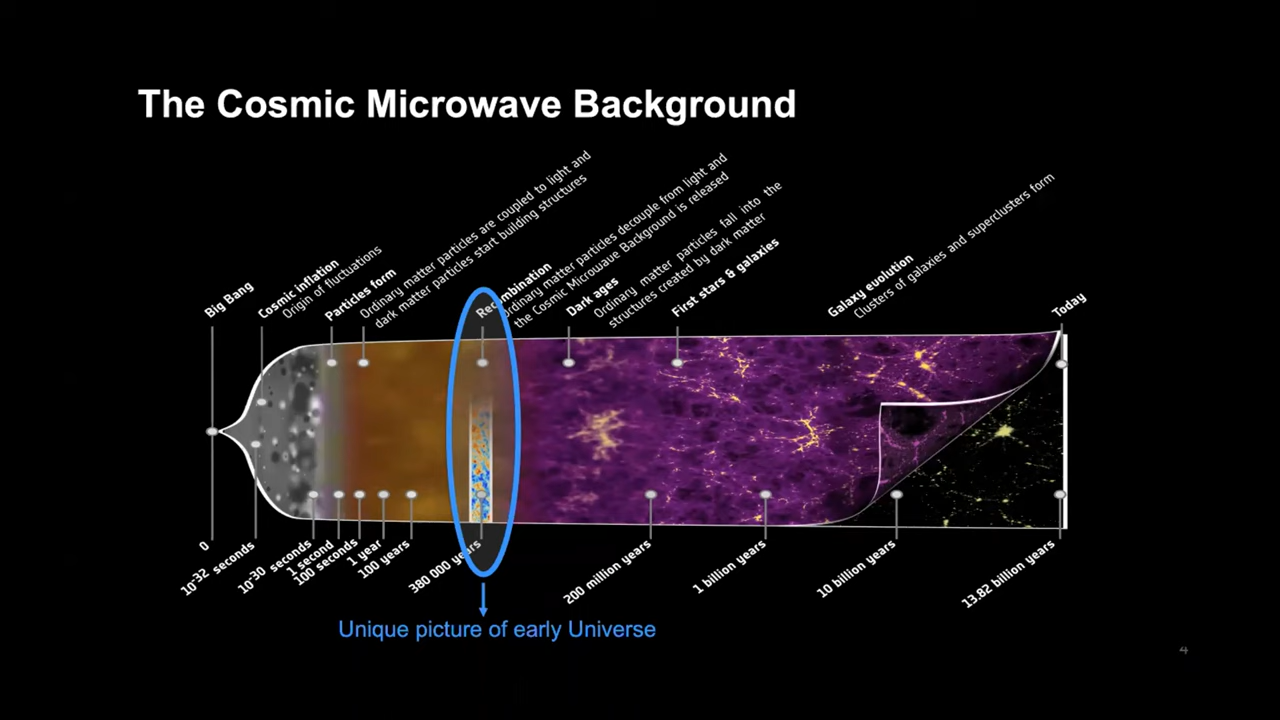 The Cosmic Microwave Background
Big Bang
Cosmic inflation
Origin of fluctuations
Particles form
Ordinary matter particles are coupled to light and
dark matter particles start building structures
Recombination
Ordinary matter particles decouple from light and
the Cosmic Microwave Background is released
Dark ages
Ordinary matter particles fall into the
structures created by dark matter
First stars & galaxies
Galaxy evolution
Clusters of galaxies and superclusters form
Today
0
10-32 seconds
10-30 seconds
1 second
100 seconds
1 year
100 years
380 000 years
200 million years
1 billion years
10 billion years
13.82 billion years
Unique picture of early Universe
4